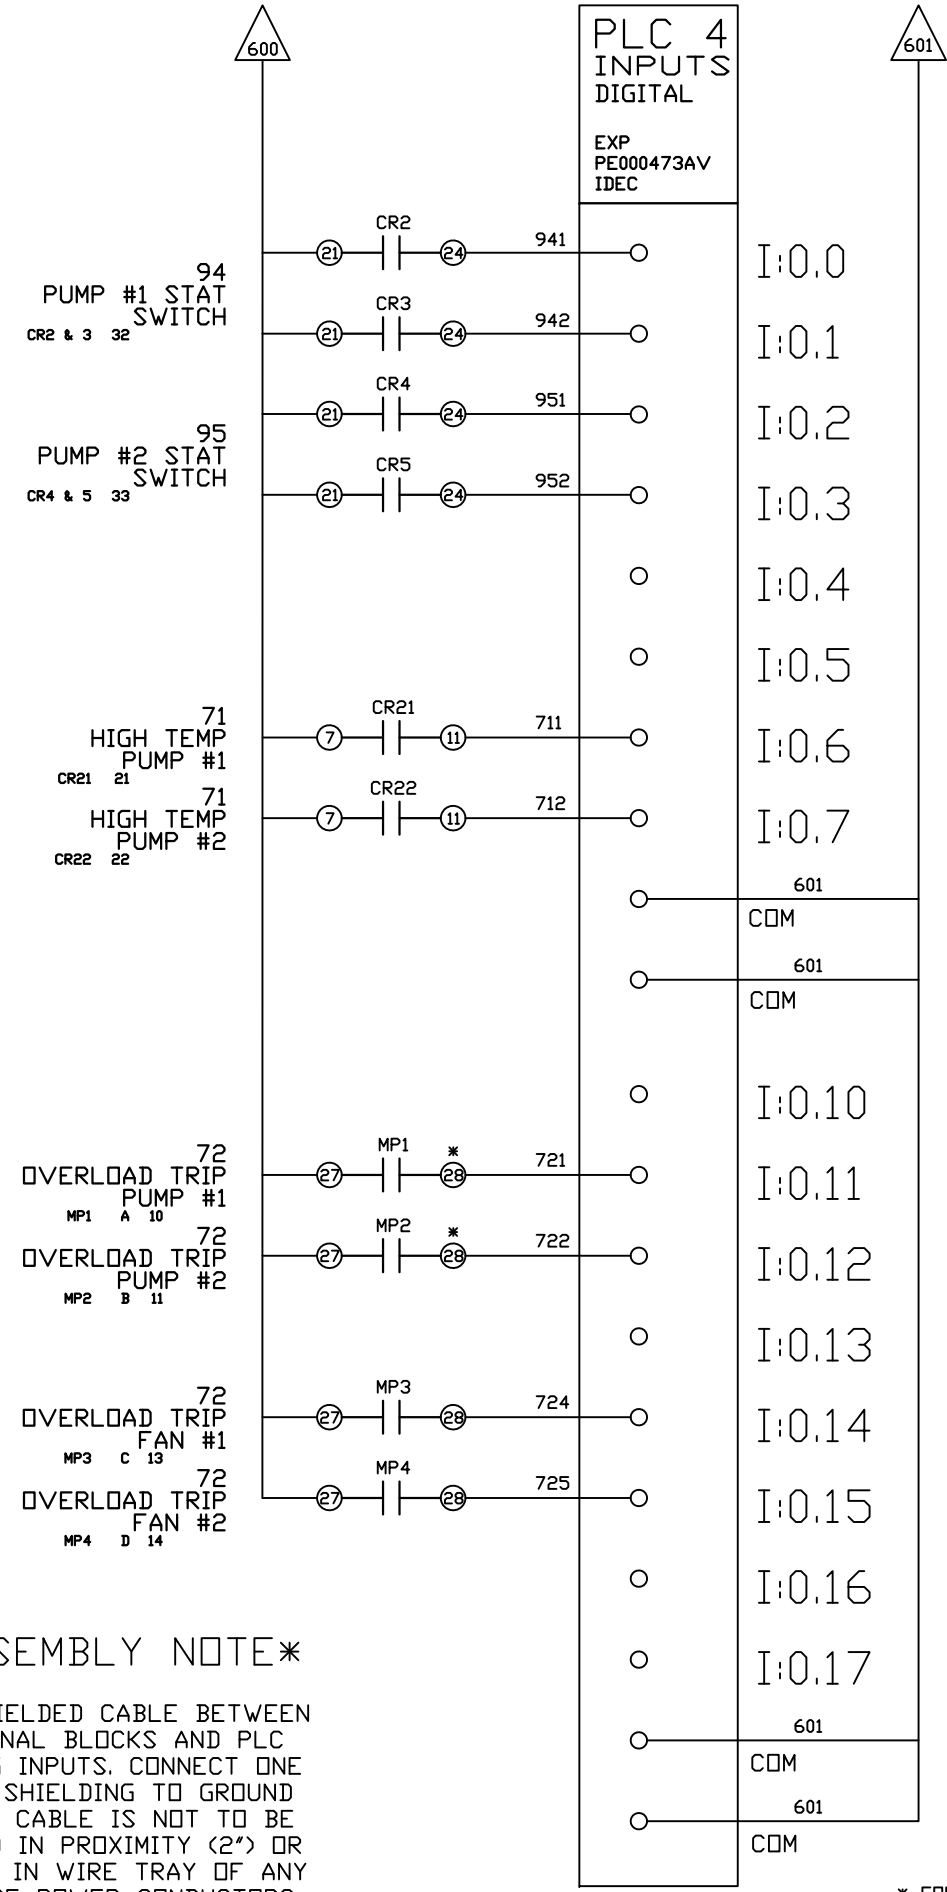 600
PLC 4
INPUTS
DIGITAL
EXP
PE000473AV
IDEC
601
94
PUMP #1 STAT
SWITCH
CR2 & 3 32
21 CR2 24 941 I:0.0
21 CR3 24 942 I:0.1
95
PUMP #2 STAT
SWITCH
CR4 & 5 33
21 CR4 24 951 I:0.2
21 CR5 24 952 I:0.3
I:0.4
I:0.5
71
HIGH TEMP
PUMP #1
CR21 21
7 CR21 11 711 I:0.6
71
HIGH TEMP
PUMP #2
CR22 22
7 CR22 11 712 I:0.7
601
COM
601
COM
I:0.10
72
OVERLOAD TRIP
PUMP #1
MP1 A 10
27 MP1 * 28 721 I:0.11
72
OVERLOAD TRIP
PUMP #2
MP2 B 11
27 MP2 * 28 722 I:0.12
I:0.13
72
OVERLOAD TRIP
FAN #1
MP3 C 13
27 MP3 28 724 I:0.14
72
OVERLOAD TRIP
FAN #2
MP4 D 14
27 MP4 28 725 I:0.15
I:0.16
I:0.17
601
COM
601
COM
SEMBLY NOTE*
IELDED CABLE BETWEEN
NAL BLOCKS AND PLC
INPUTS. CONNECT ONE
SHIELDING TO GROUND
CABLE IS NOT TO BE
IN PROXIMITY (2") OR
IN WIRE TRAY OF ANY
POWER CONDUCTORS